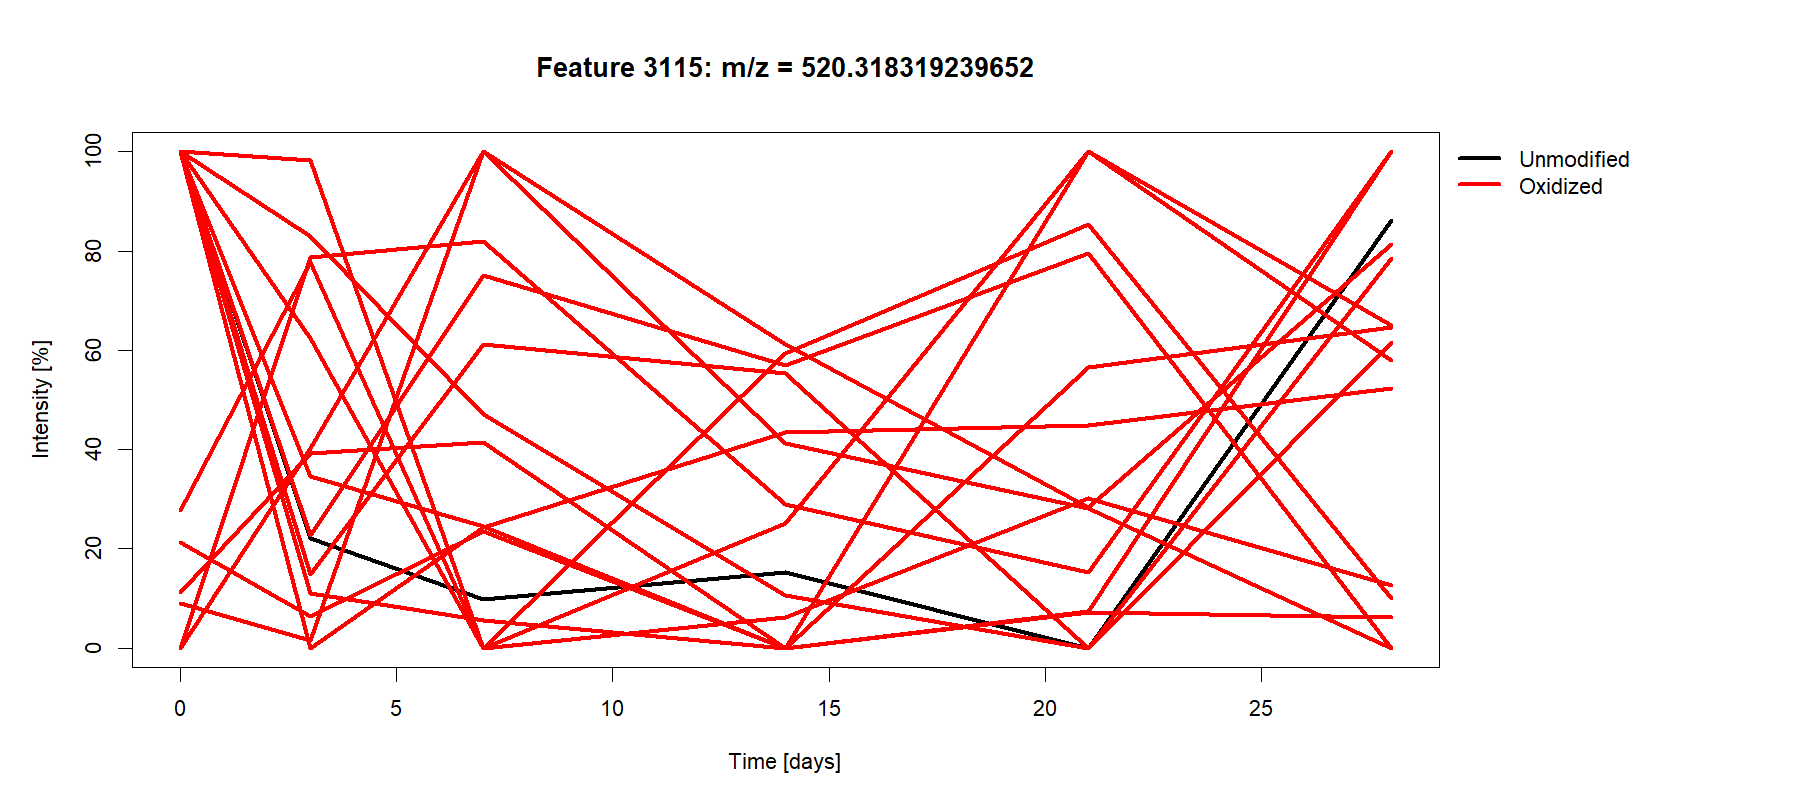 Feature 3115: m/z = 520.318319239652
Unmodified
Oxidized
100
80
60
40
20
0
Intensity [%]
0 5 10 15 20 25
Time [days]